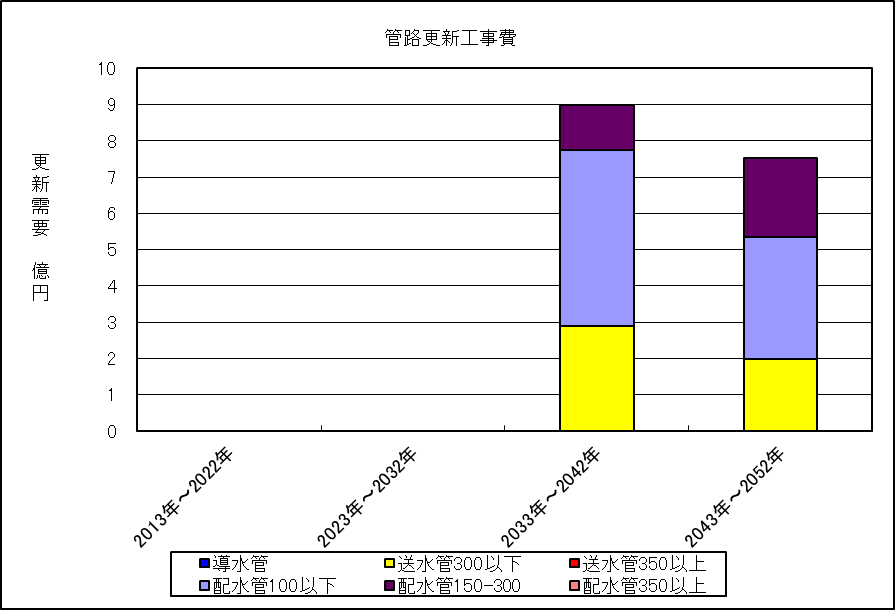 管路更新工事費
更新需要 億円
10
9
8
7
6
5
4
3
2
1
0
2013年～2022年
2023年～2032年
2033年～2042年
2043年～2052年
導水管 送水管300以下 送水管350以上
配水管100以下 配水管150-300 配水管350以上